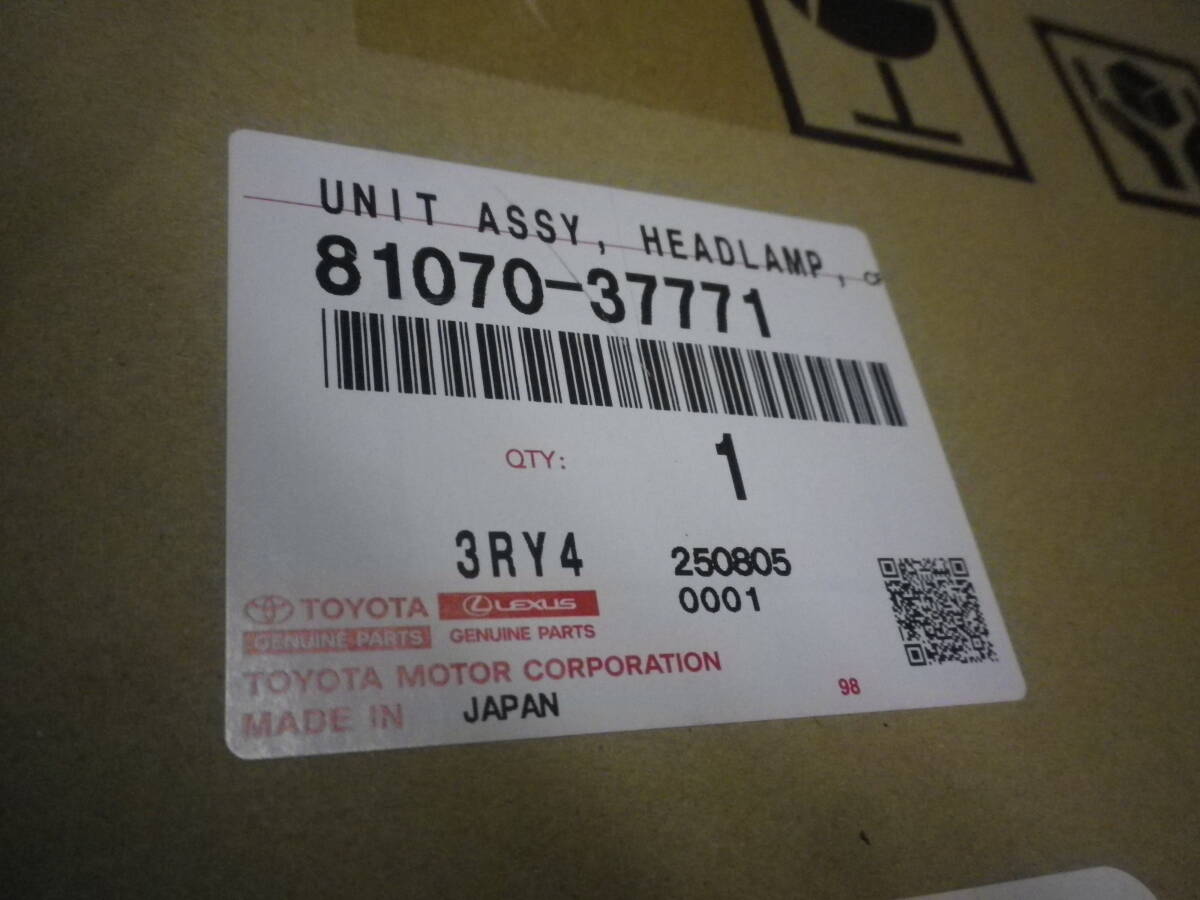 UNIT ASSY, HEADLAMP,
81070-37771
QTY: 1
3RY4 250805
0001
TOYOTA LEXUS
GENUINE PARTS GENUINE PARTS
TOYOTA MOTOR CORPORATION
98
MADE IN JAPAN